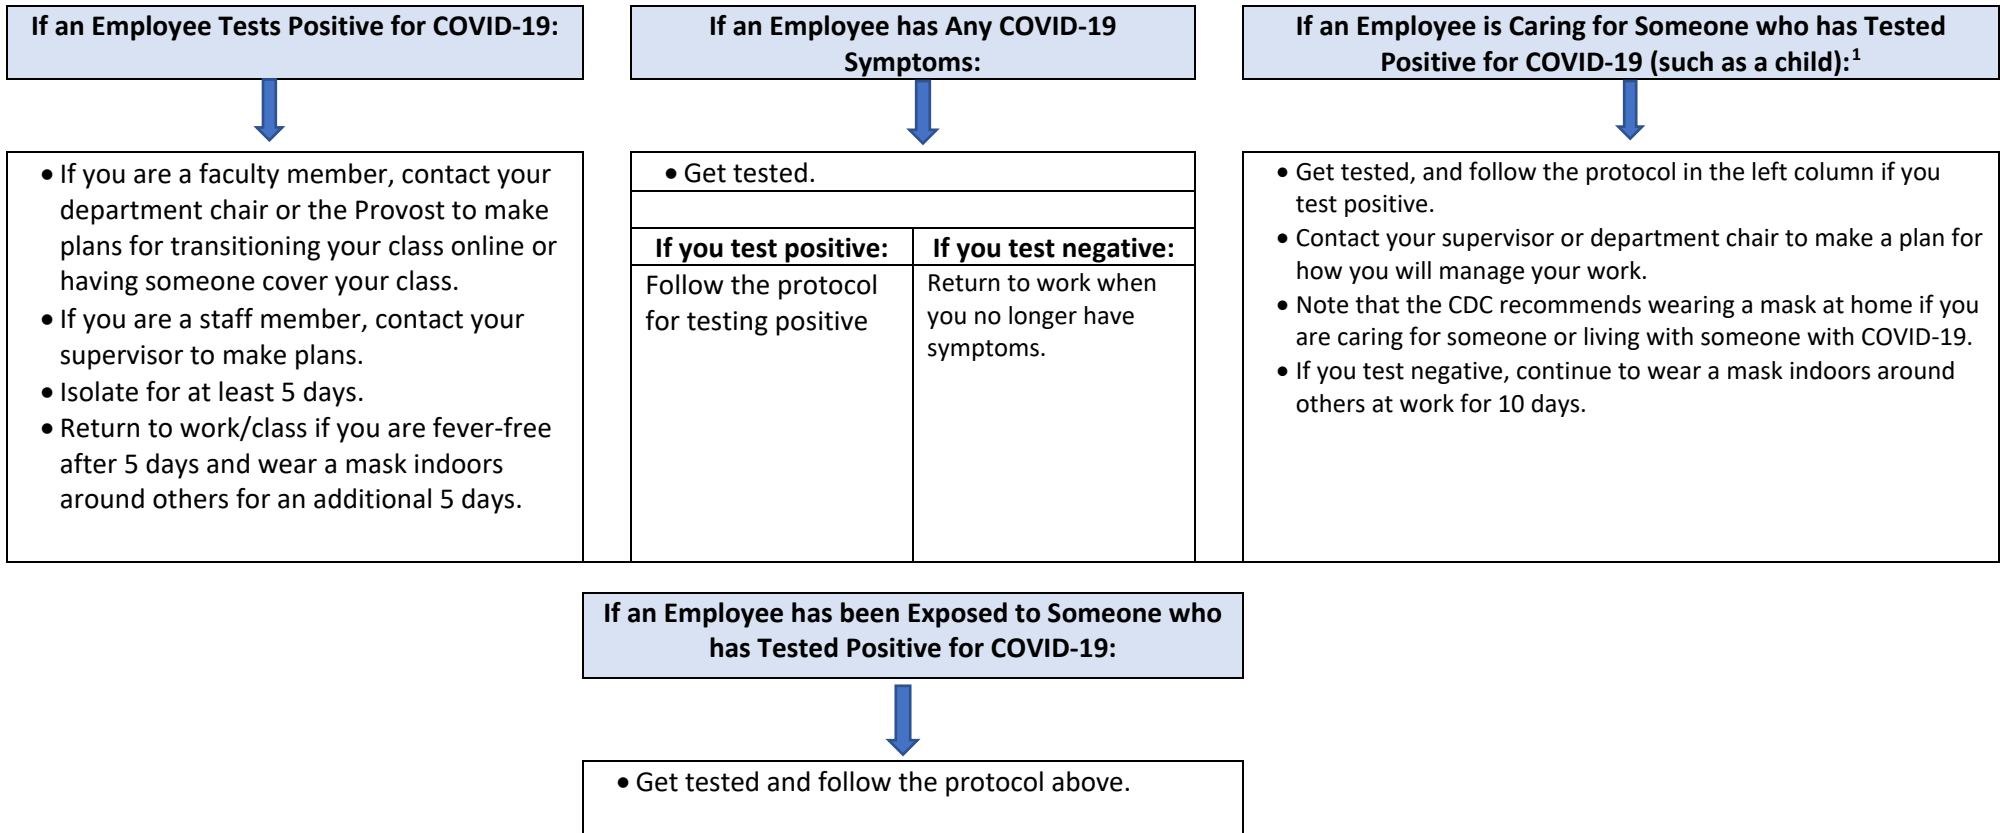 If an Employee Tests Positive for COVID-19:
• If you are a faculty member, contact your
department chair or the Provost to make
plans for transitioning your class online or
having someone cover your class.
• If you are a staff member, contact your
supervisor to make plans.
• Isolate for at least 5 days.
• Return to work/class if you are fever-free
after 5 days and wear a mask indoors
around others for an additional 5 days.
If an Employee has Any COVID-19
Symptoms:
• Get tested.
If you test positive:
Follow the protocol
for testing positive
If you test negative:
Return to work when
you no longer have
symptoms.
If an Employee is Caring for Someone who has Tested
Positive for COVID-19 (such as a child):¹
• Get tested, and follow the protocol in the left column if you
test positive.
• Contact your supervisor or department chair to make a plan for
how you will manage your work.
• Note that the CDC recommends wearing a mask at home if you
are caring for someone or living with someone with COVID-19.
• If you test negative, continue to wear a mask indoors around
others at work for 10 days.
If an Employee has been Exposed to Someone who
has Tested Positive for COVID-19:
• Get tested and follow the protocol above.